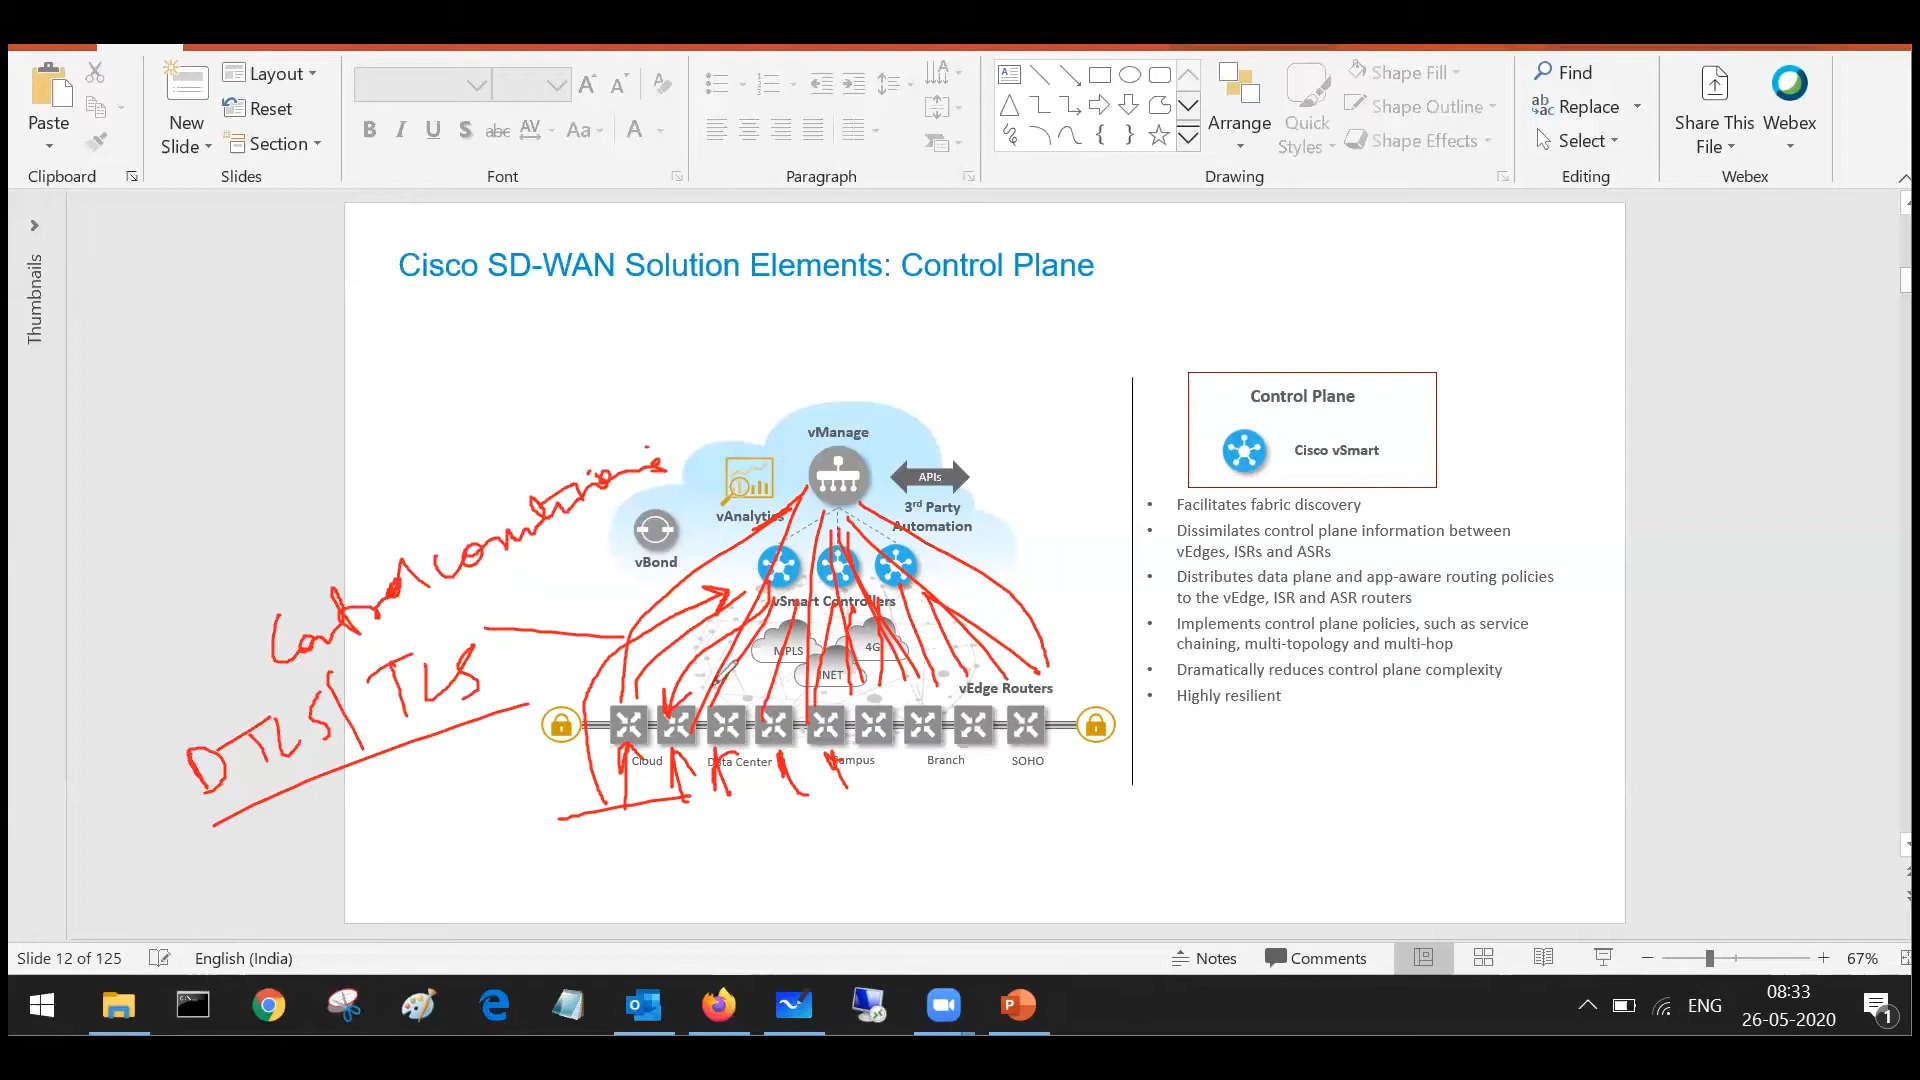 Paste
Clipboard
New
Slide
Layout
Reset
Section
Slides
B I U S abc AV Aa A
Font
Paragraph
Arrange
Quick
Styles
Shape Fill
Shape Outline
Shape Effects
Drawing
Find
Replace
Select
Editing
Share This
File
Webex
Webex
Thumbnails
Cisco SD-WAN Solution Elements: Control Plane
vManage
vAnalytics
APIs
3rd Party
Automation
vBond
vSmart Controllers
MPLS
4G
INET
vEdge Routers
Cloud
Data Center
Campus
Branch
SOHO
Control
DTLS/ TLS
Control Plane
Cisco vSmart
• Facilitates fabric discovery
• Dissimilates control plane information between
vEdges, ISRs and ASRs
• Distributes data plane and app-aware routing policies
to the vEdge, ISR and ASR routers
• Implements control plane policies, such as service
chaining, multi-topology and multi-hop
• Dramatically reduces control plane complexity
• Highly resilient
Slide 12 of 125
English (India)
Notes
Comments
67%
ENG
08:33
26-05-2020
1